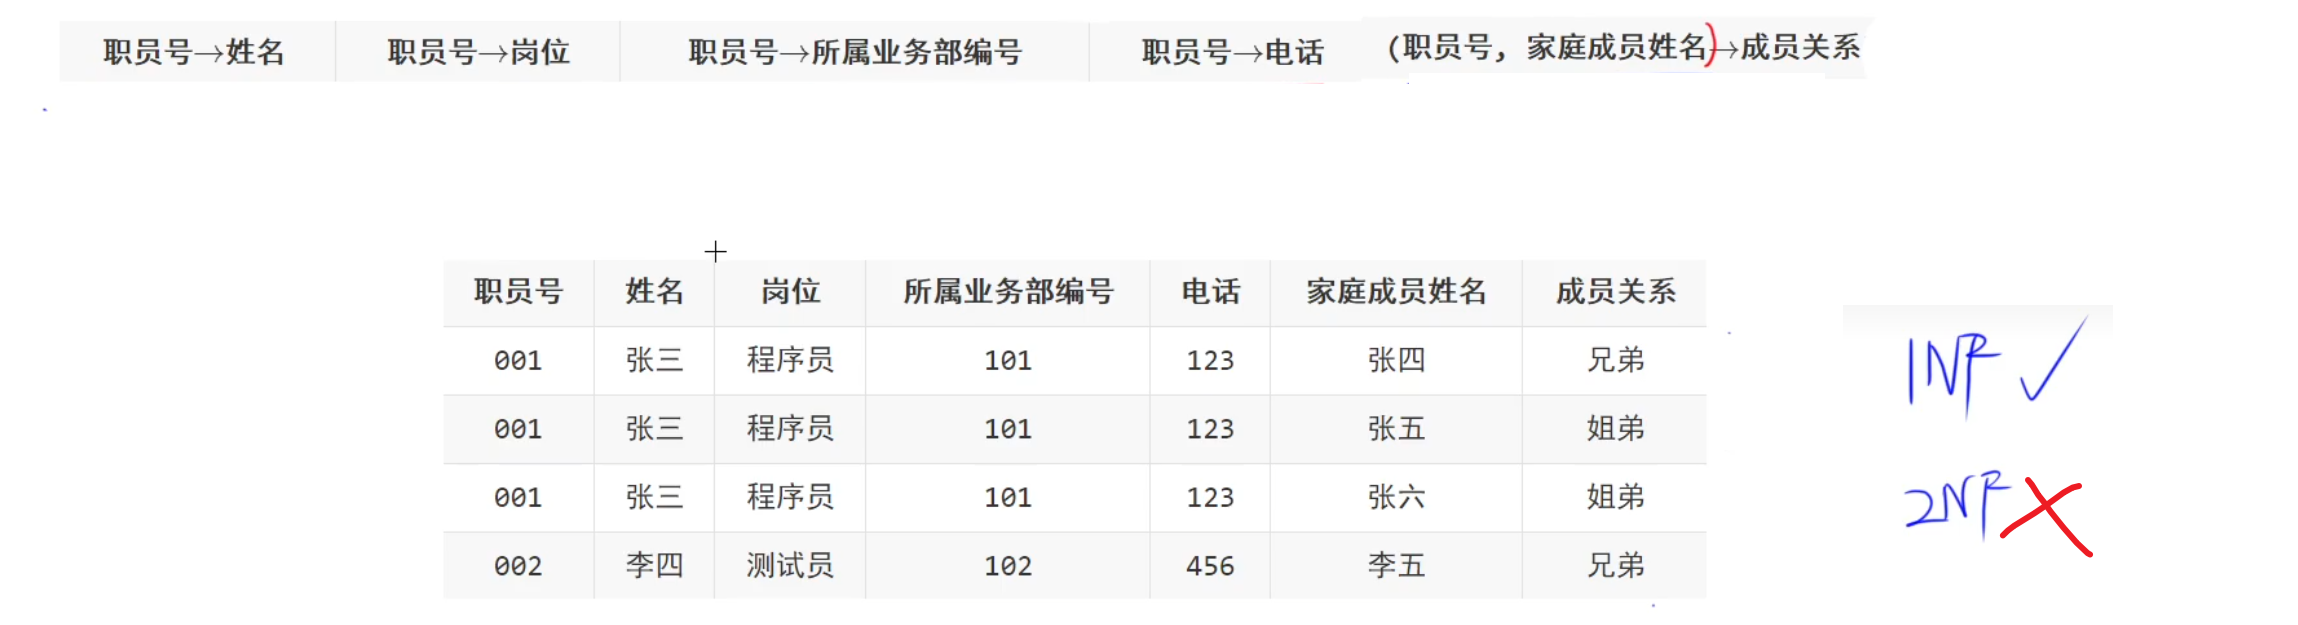 职员号→姓名 职员号→岗位 职员号→所属业务部编号 职员号→电话 (职员号, 家庭成员姓名)→成员关系
职员号 姓名 岗位 所属业务部编号 电话 家庭成员姓名 成员关系
001 张三 程序员 101 123 张四 兄弟
001 张三 程序员 101 123 张五 姐弟
001 张三 程序员 101 123 张六 姐弟
002 李四 测试员 102 456 李五 兄弟
1NF ✓
2NF ×